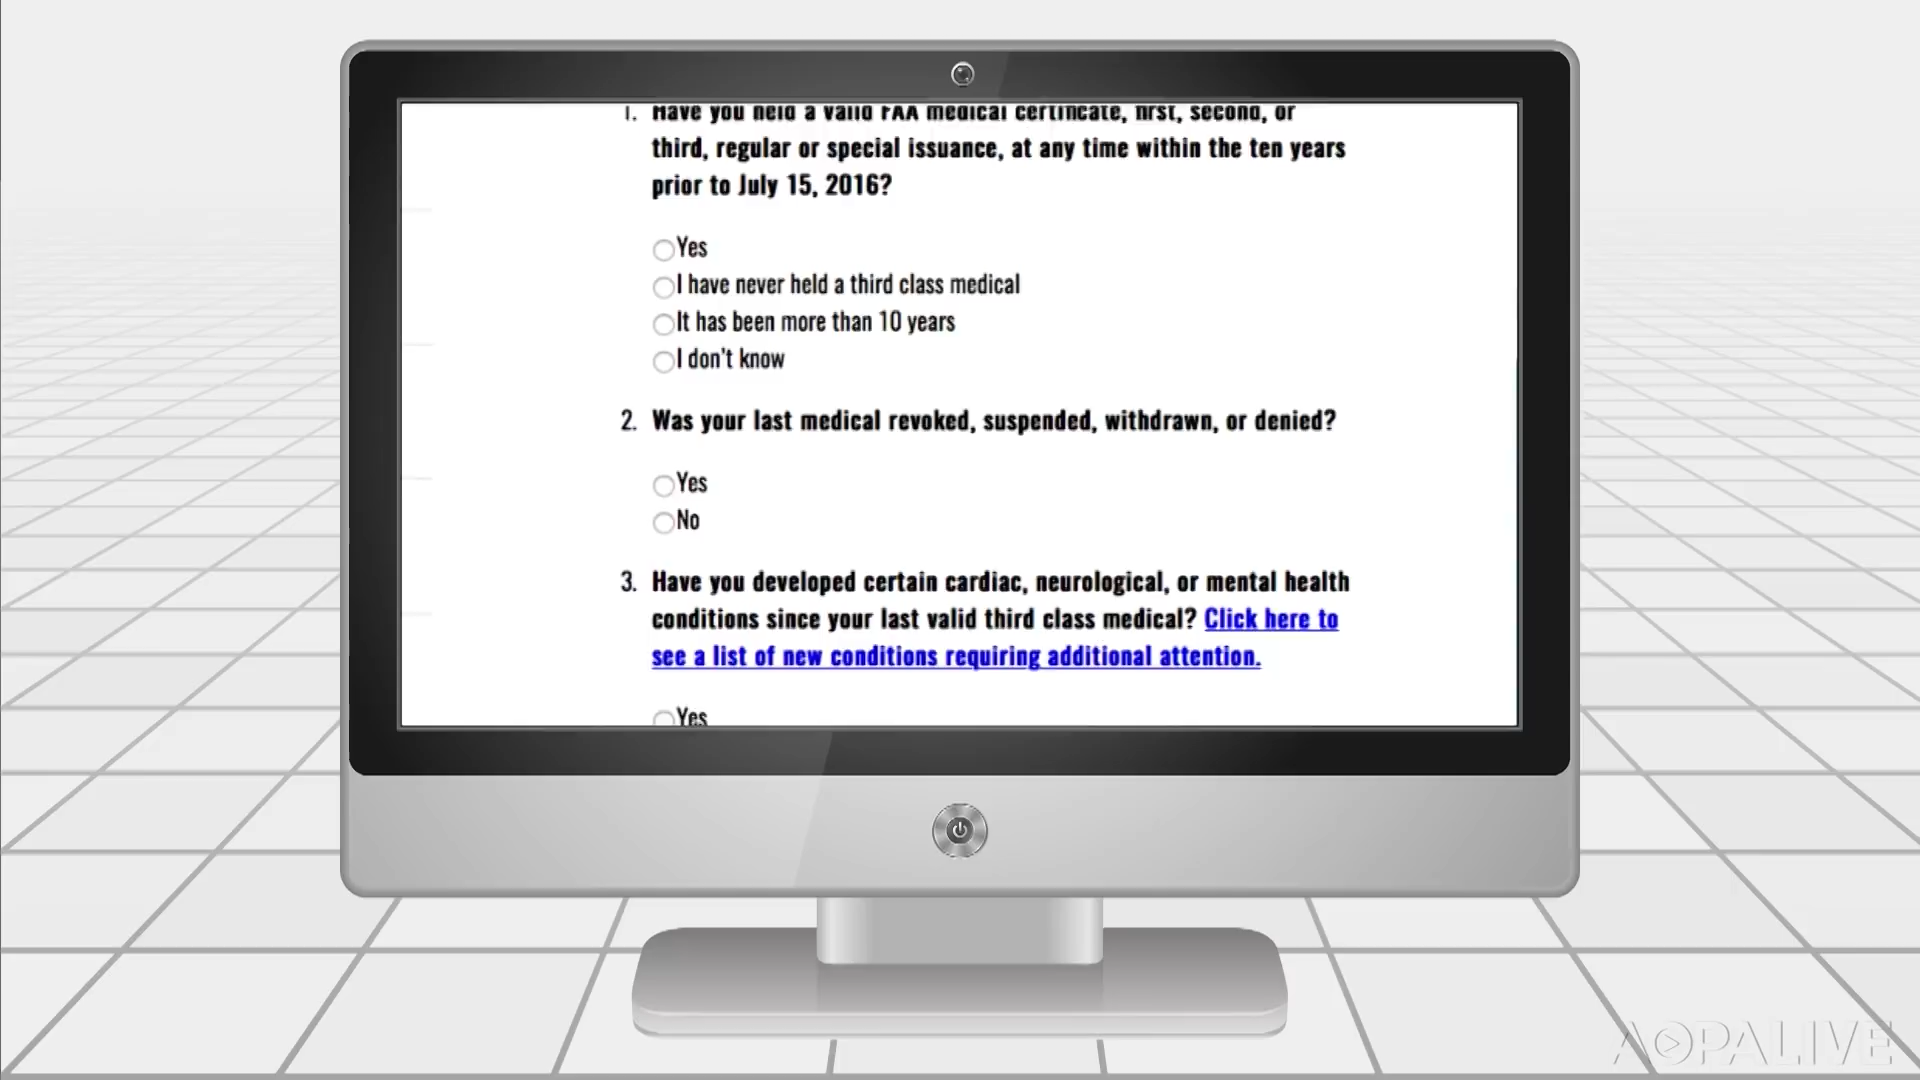 1. Have you held a valid FAA medical certificate, first, second, or
third, regular or special issuance, at any time within the ten years
prior to July 15, 2016?
Yes
I have never held a third class medical
It has been more than 10 years
I don't know
2. Was your last medical revoked, suspended, withdrawn, or denied?
Yes
No
3. Have you developed certain cardiac, neurological, or mental health
conditions since your last valid third class medical? Click here to
see a list of new conditions requiring additional attention.
Yes
AOPALIVE